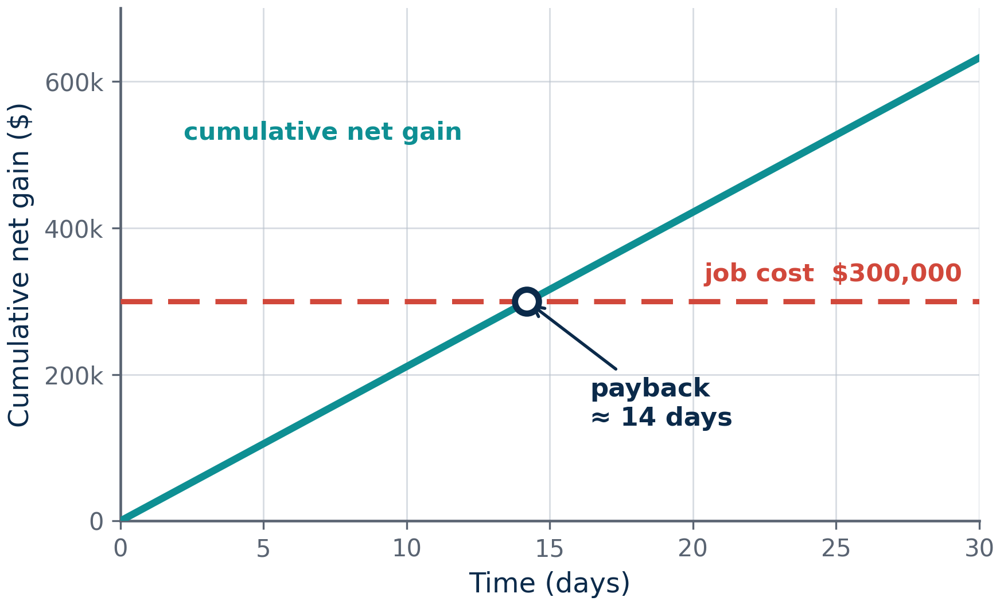 600k
400k
200k
0
Cumulative net gain ($)
cumulative net gain
job cost  $300,000
payback
≈ 14 days
0 5 10 15 20 25 30
Time (days)